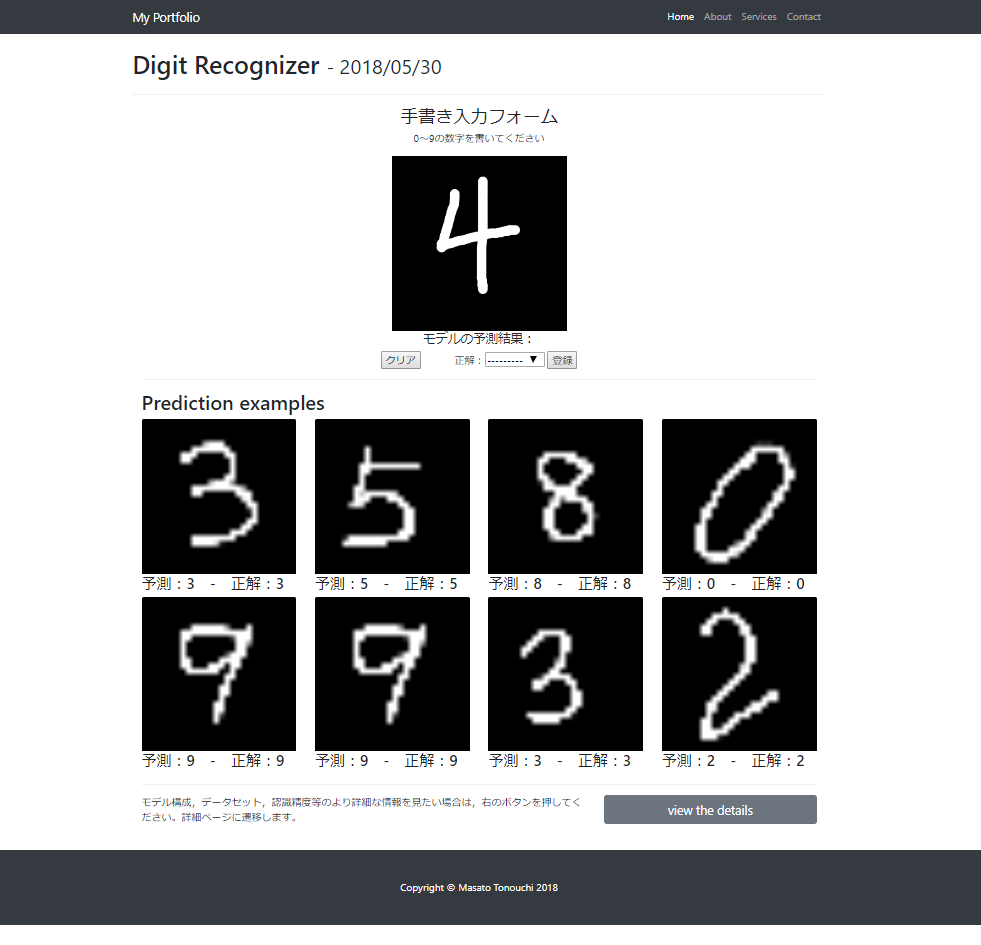 My Portfolio Home About Services Contact
Digit Recognizer - 2018/05/30
手書き入力フォーム
0～9の数字を書いてください
4
モデルの予測結果：
クリア 正解： --------- ▼ 登録
Prediction examples
3 5 8 0
予測：3 - 正解：3 予測：5 - 正解：5 予測：8 - 正解：8 予測：0 - 正解：0
9 9 3 2
予測：9 - 正解：9 予測：9 - 正解：9 予測：3 - 正解：3 予測：2 - 正解：2
モデル構成，データセット，認識精度等のより詳細な情報を見たい場合は，右のボタンを押してく
ださい。詳細ページに遷移します。
view the details
Copyright © Masato Tonouchi 2018